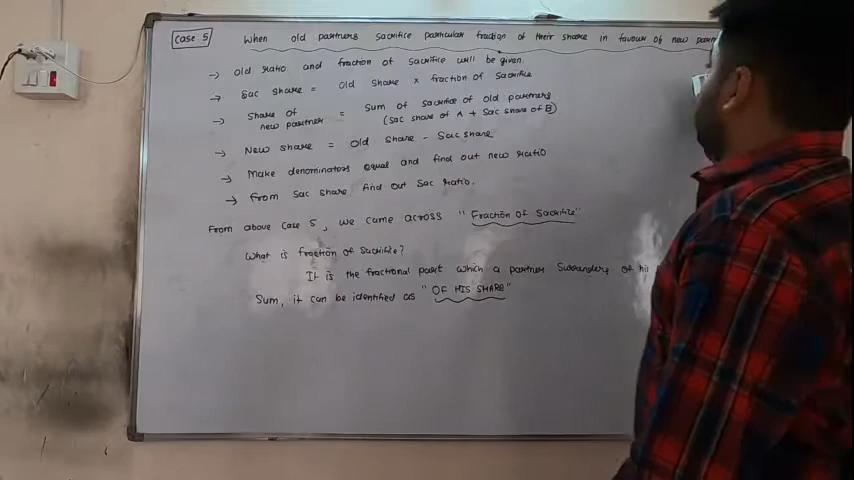 Case 5 When old partners sacrifice particular fraction of their share in favour of new
→ Old ratio and fraction of sacrifice will be given.
→ Sac share = Old share × fraction of sacrifice
→ Share of new partner = Sum of sacrifice of old partners
(Sac share of A + Sac share of B)
→ New share = Old share - Sac share
→ Make denominators equal and find out new ratio
→ From sac share find out sac ratio.
From above case 5, we came across "Fraction of Sacrifice"
What is fraction of sacrifice?
It is the fractional part which a partner surrenders of his
Sum, it can be identified as "OF HIS SHARE"